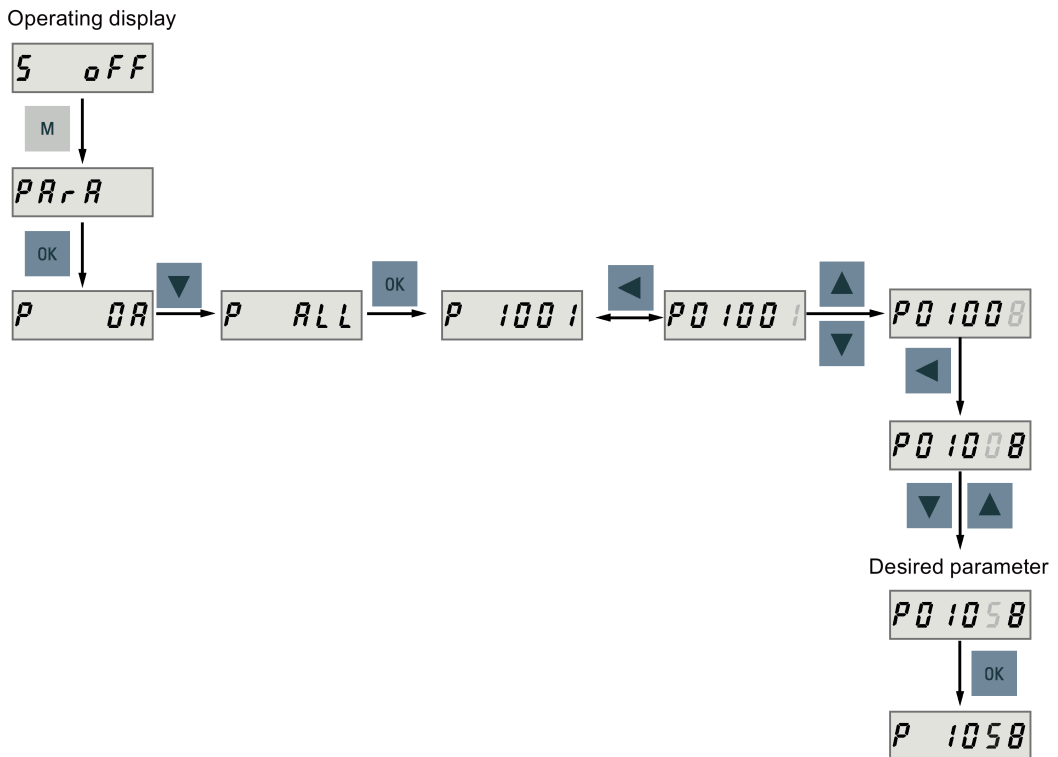 Operating display
S oFF
M
PArA
OK
P 0A
P ALL
OK
P 1001
P01001
P01008
P01008
Desired parameter
P01058
OK
P 1058